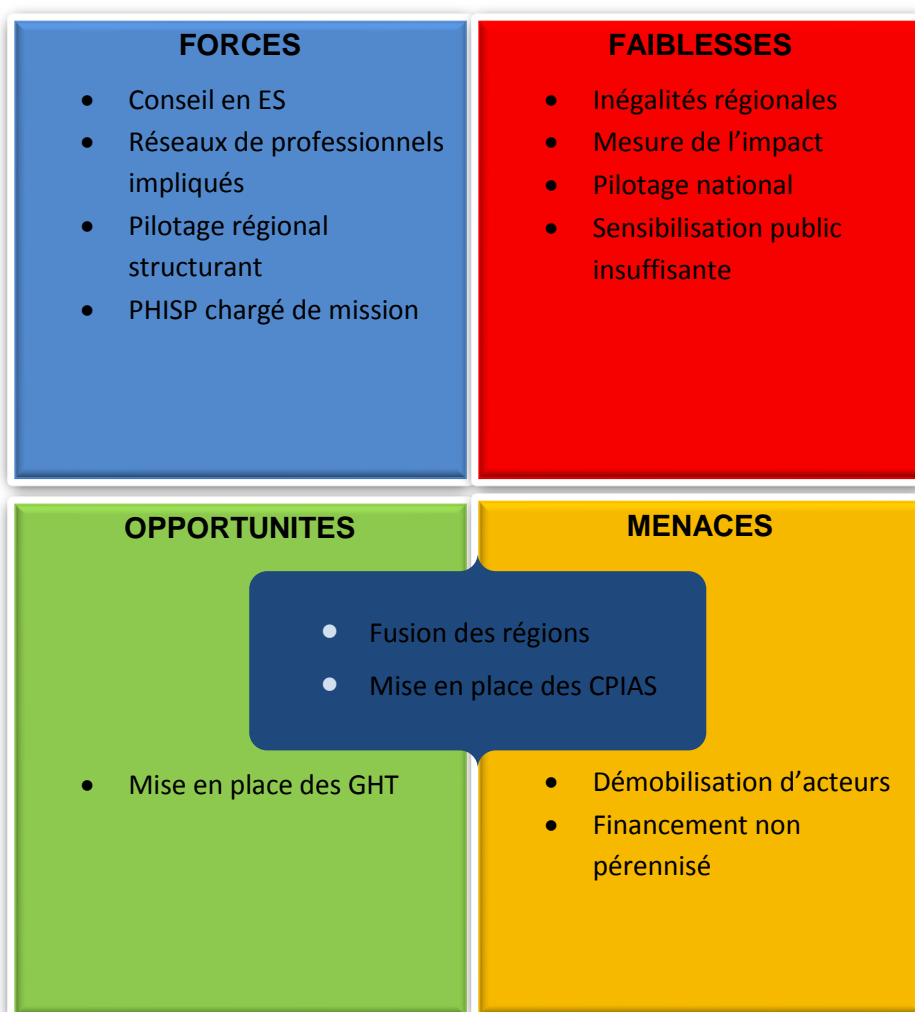 FORCES
• Conseil en ES
• Réseaux de professionnels
impliqués
• Pilotage régional
structurant
• PHISP chargé de mission
FAIBLESSES
• Inégalités régionales
• Mesure de l’impact
• Pilotage national
• Sensibilisation public
insuffisante
OPPORTUNITES
MENACES
• Fusion des régions
• Mise en place des CPIAS
• Mise en place des GHT
• Démobilisation d’acteurs
• Financement non
pérennisé